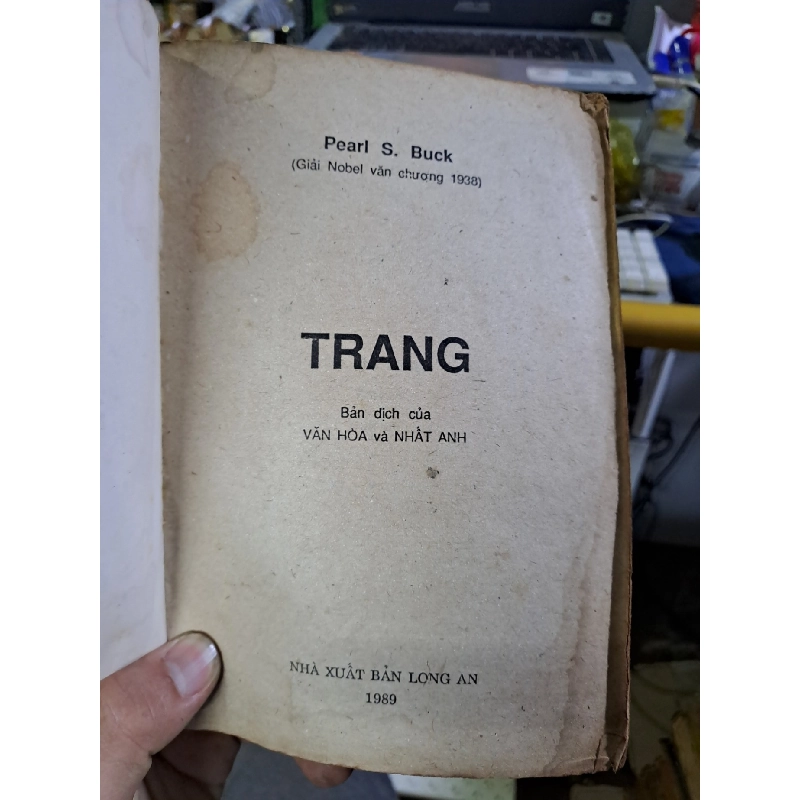 Pearl S. Buck
(Giải Nobel văn chương 1938)
TRANG
Bản dịch của
VĂN HÒA và NHẤT ANH
NHÀ XUẤT BẢN LONG AN
1989